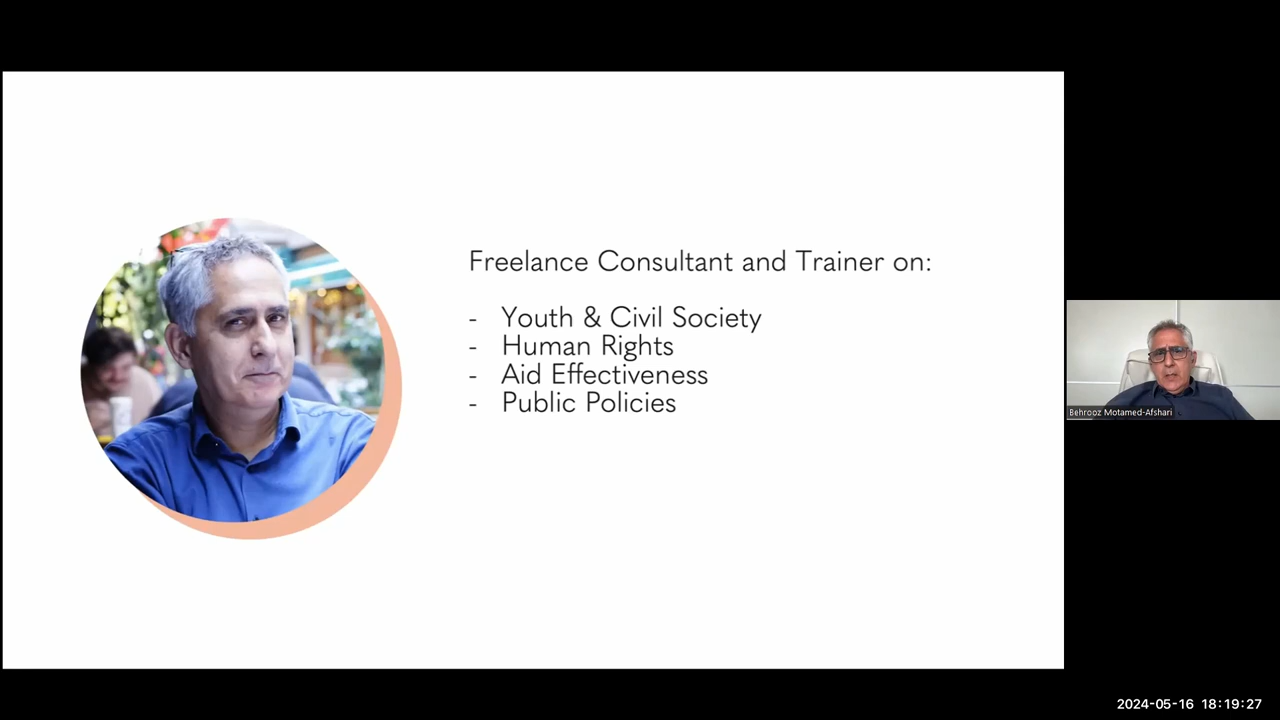 Freelance Consultant and Trainer on:
- Youth & Civil Society
- Human Rights
- Aid Effectiveness
- Public Policies
Behrooz Motamed-Afshari
2024-05-16 18:19:27